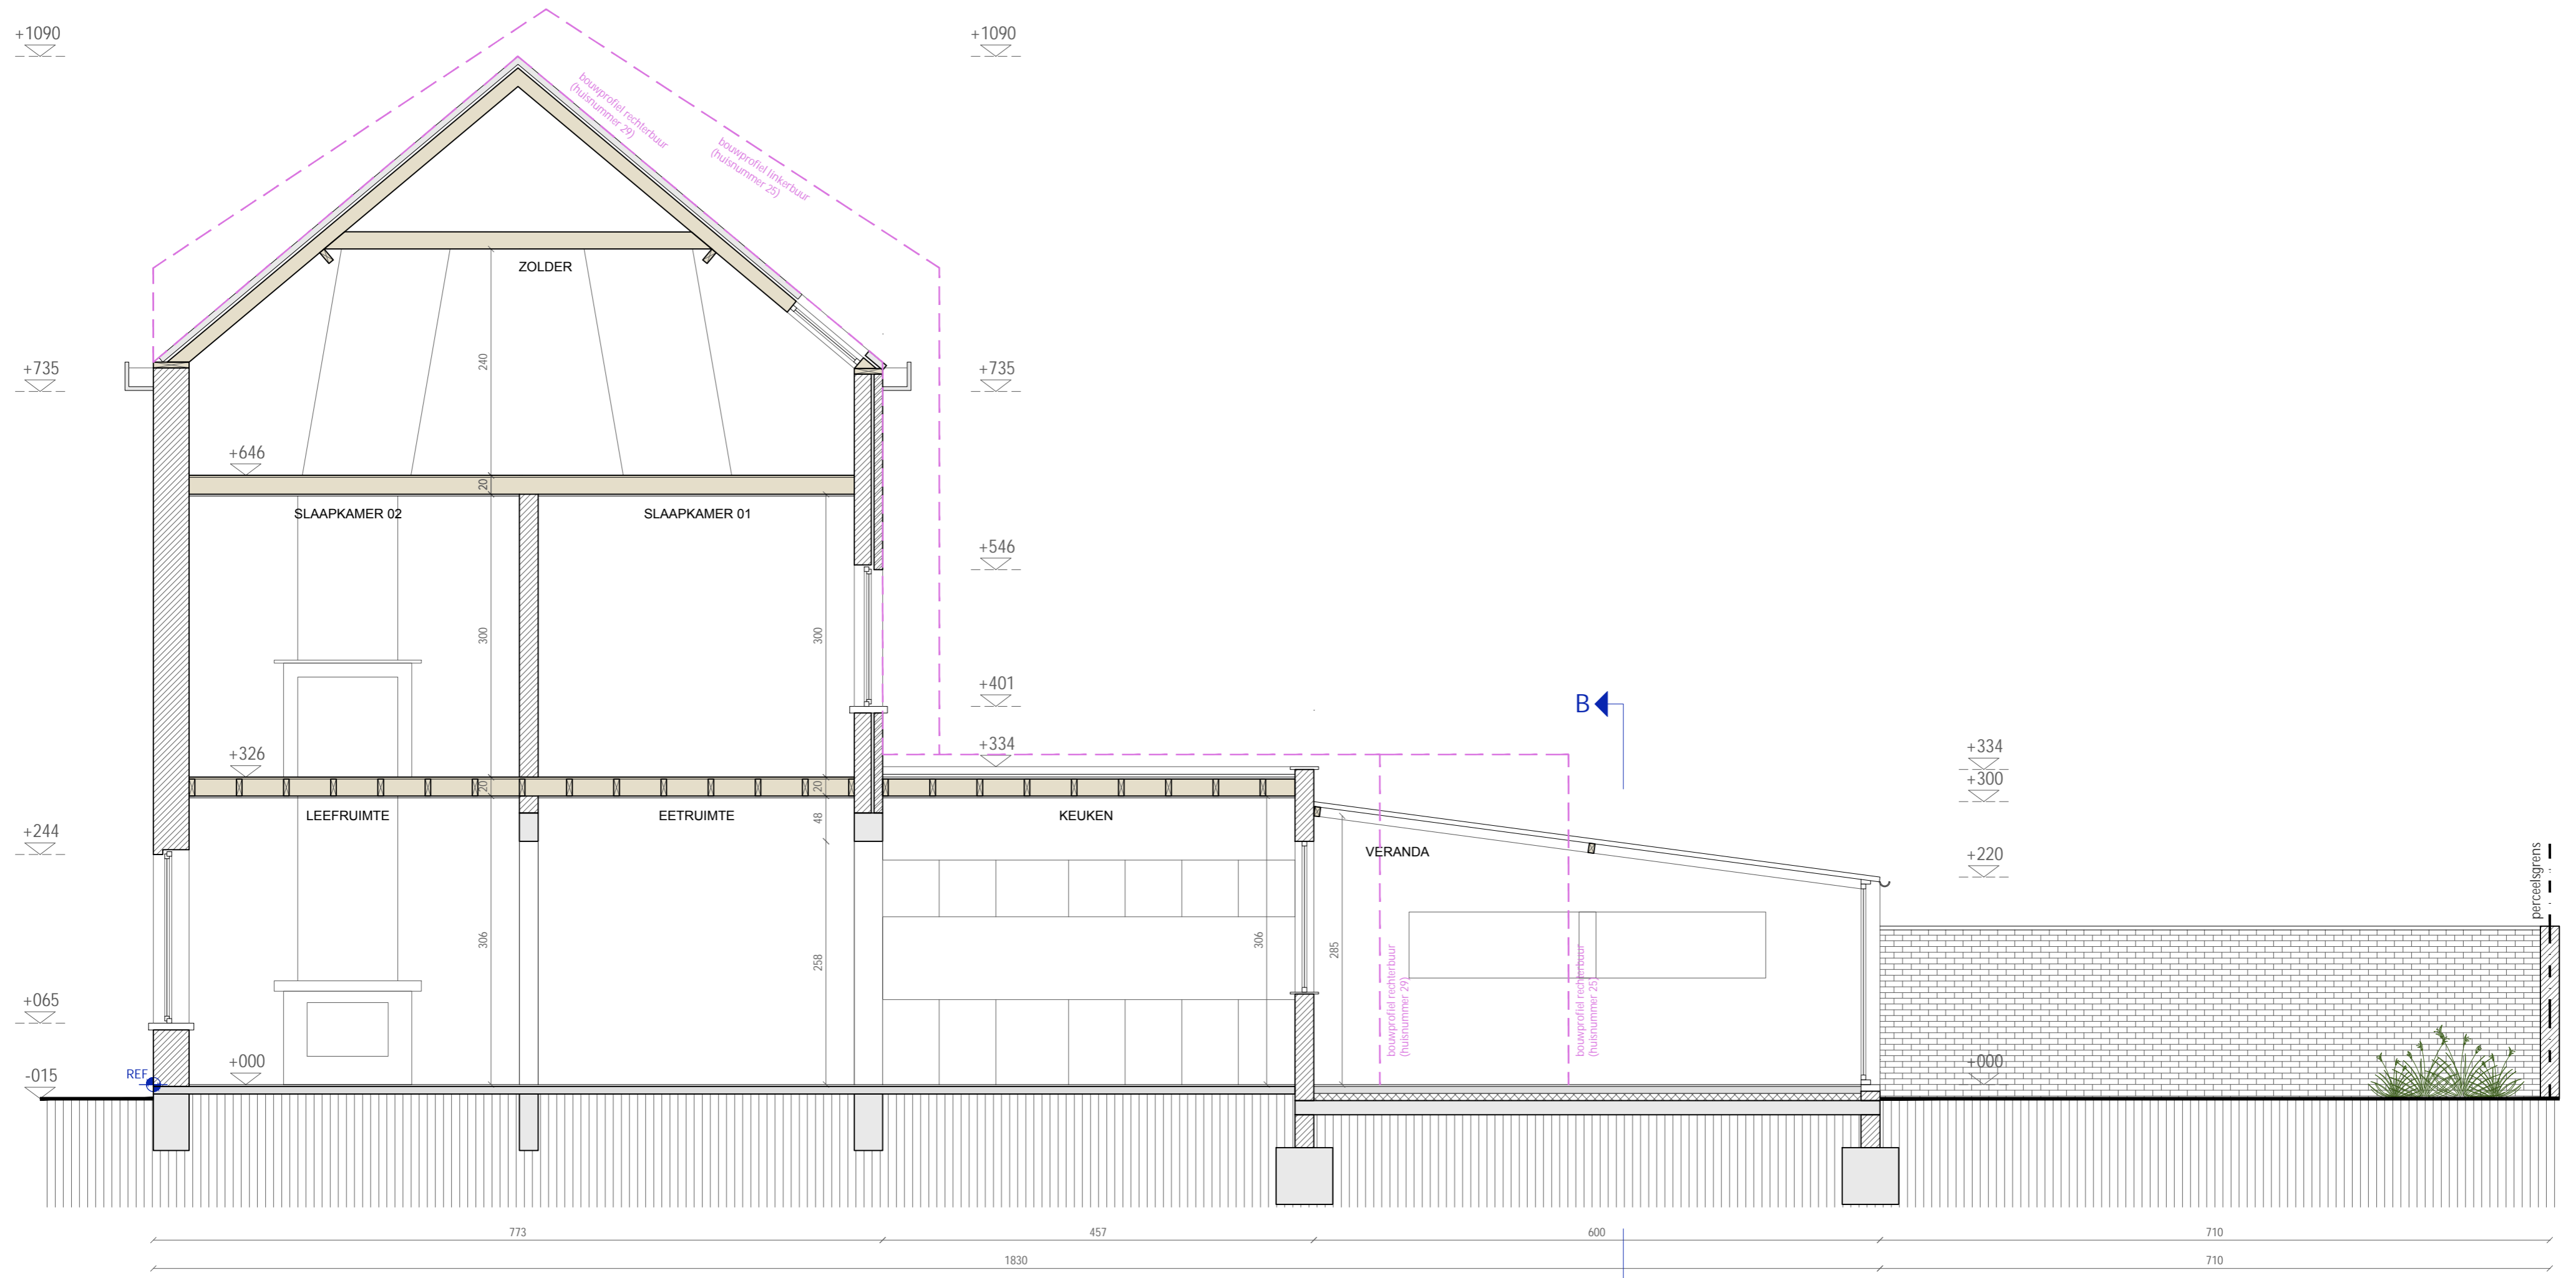 +1090
+1090
bouwprofiel rechterbuur
(huisnummer 29)
bouwprofiel linkerbuur
(huisnummer 25)
ZOLDER
240
+735
+735
+646
20
SLAAPKAMER 02
SLAAPKAMER 01
+546
300
300
+401
B
+334
+334
+326
+300
20
20
LEEFRUIMTE
EETRUIMTE
KEUKEN
48
+244
VERANDA
+220
perceelsgrens
306
258
306
285
bouwprofiel rechterbuur
(huisnummer 29)
bouwprofiel rechterbuur
(huisnummer 25)
+065
+000
+000
REF
-015
773
457
600
710
1830
710